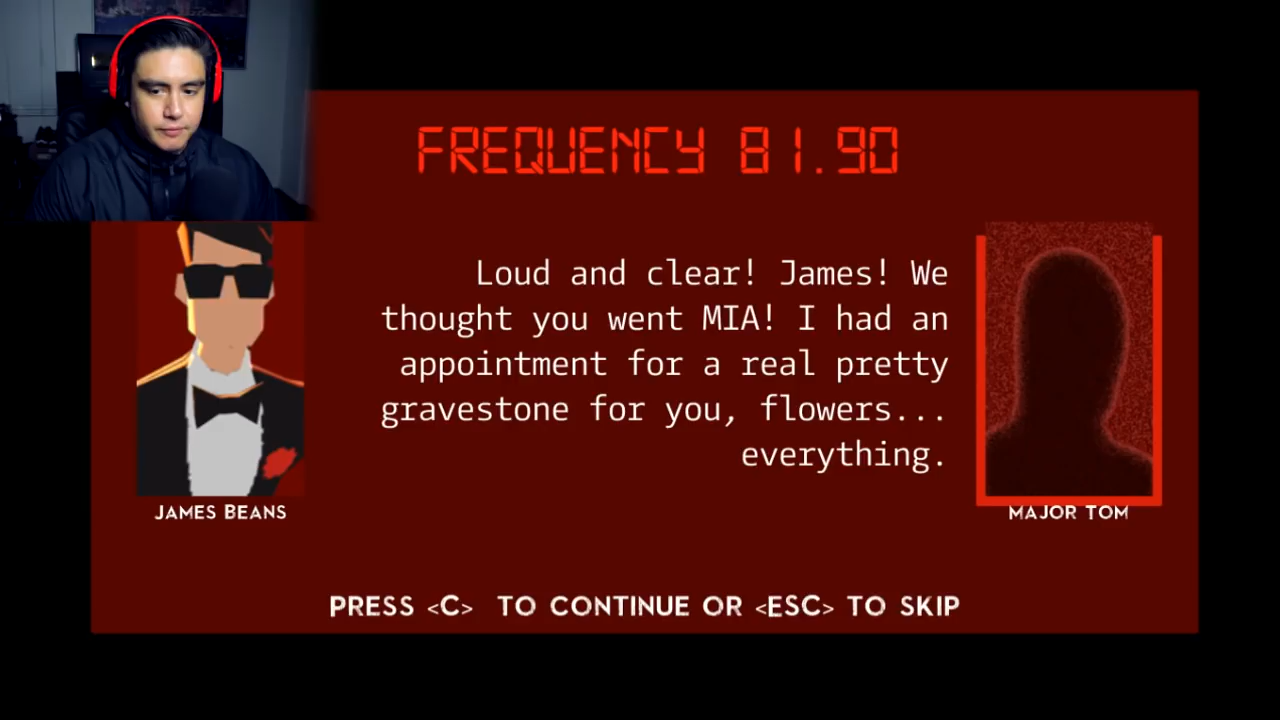 FREQUENCY 81.90
Loud and clear! James! We
thought you went MIA! I had an
appointment for a real pretty
gravestone for you, flowers...
everything.
JAMES BEANS
MAJOR TOM
PRESS <C> TO CONTINUE OR <ESC> TO SKIP